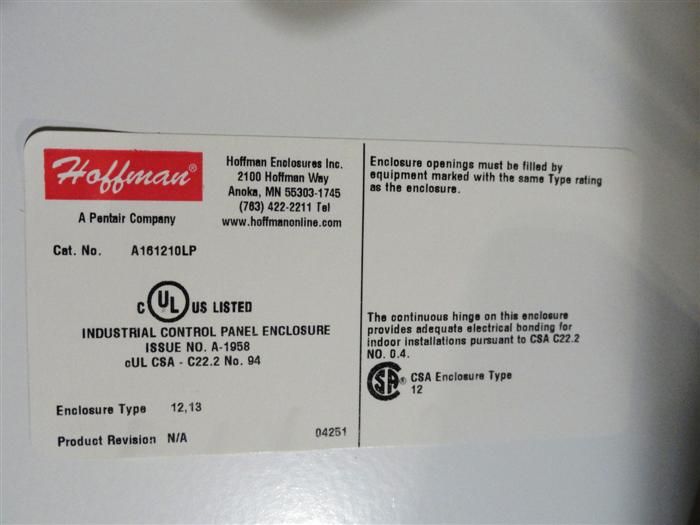 Hoffman®
A Pentair Company
Hoffman Enclosures Inc.
2100 Hoffman Way
Anoka, MN 55303-1745
(763) 422-2211 Tel
www.hoffmanonline.com
Cat. No. A161210LP
C UL US LISTED
INDUSTRIAL CONTROL PANEL ENCLOSURE
ISSUE NO. A-1958
cUL CSA - C22.2 No. 94
Enclosure Type 12,13
Product Revision N/A
04251
Enclosure openings must be filled by
equipment marked with the same Type rating
as the enclosure.
The continuous hinge on this enclosure
provides adequate electrical bonding for
indoor installations pursuant to CSA C22.2
NO. 0.4.
SA® CSA Enclosure Type
12